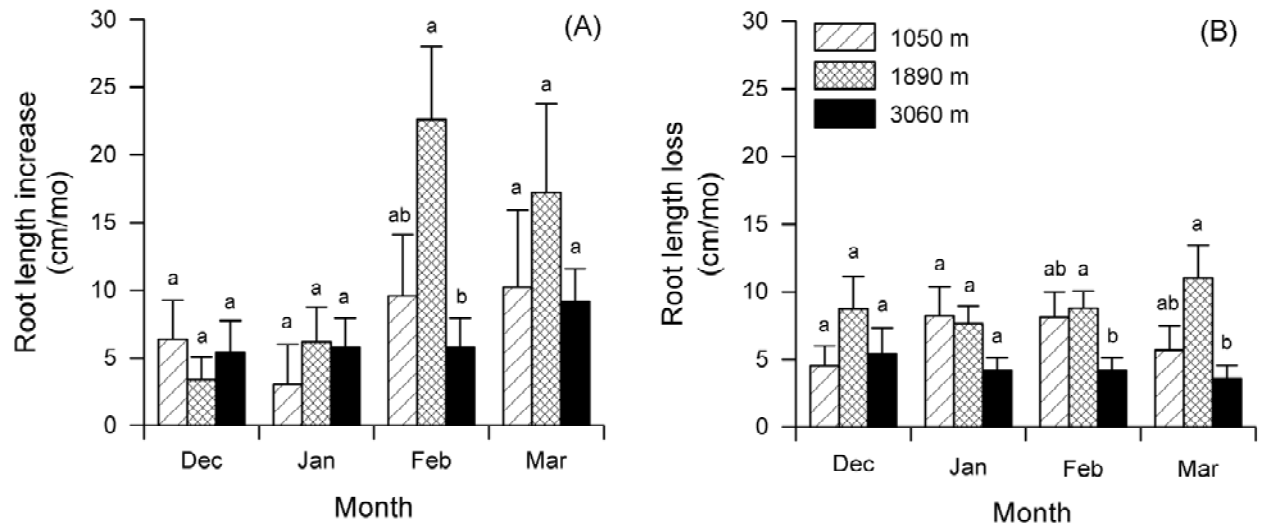 (A)
Root length increase
(cm/mo)
30
25
20
15
10
5
0
a
a
a
a
a
a
ab
a
b
a
a
a
Dec
Jan
Feb
Mar
Month
(B)
1050 m
1890 m
3060 m
Root length loss
(cm/mo)
30
25
20
15
10
5
0
a
a
a
a
a
a
ab
a
b
ab
a
b
Dec
Jan
Feb
Mar
Month